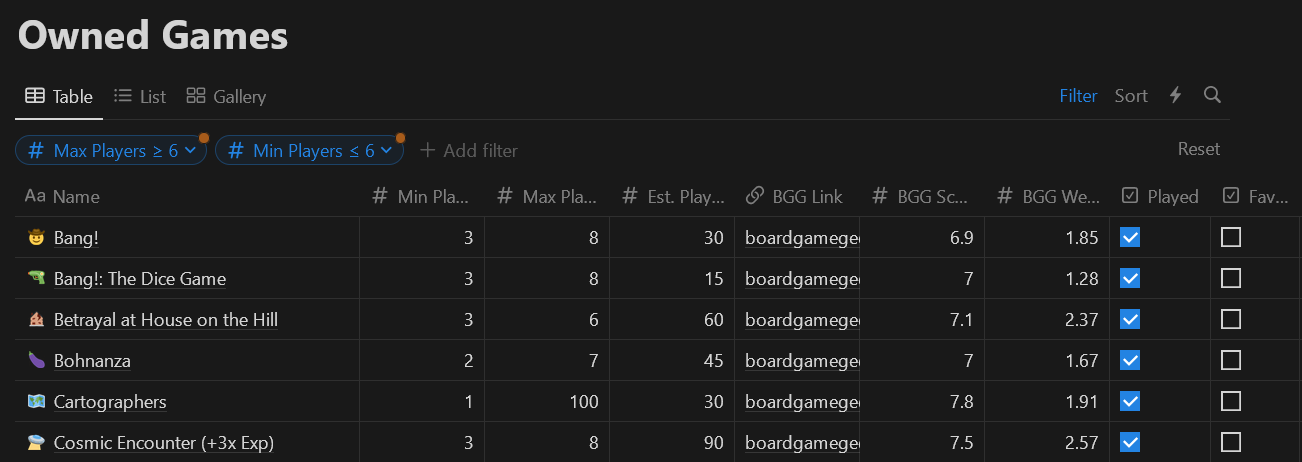 Owned Games
Table List Gallery Filter Sort
Max Players ≥ 6 Min Players ≤ 6 Add filter Reset
Aa Name # Min Pla... # Max Pla... # Est. Play... BGG Link # BGG Sc... # BGG We... Played Fav...
Bang! 3 8 30 boardgamege 6.9 1.85
Bang!: The Dice Game 3 8 15 boardgamege 7 1.28
Betrayal at House on the Hill 3 6 60 boardgamege 7.1 2.37
Bohnanza 2 7 45 boardgamege 7 1.67
Cartographers 1 100 30 boardgamege 7.8 1.91
Cosmic Encounter (+3x Exp) 3 8 90 boardgamege 7.5 2.57